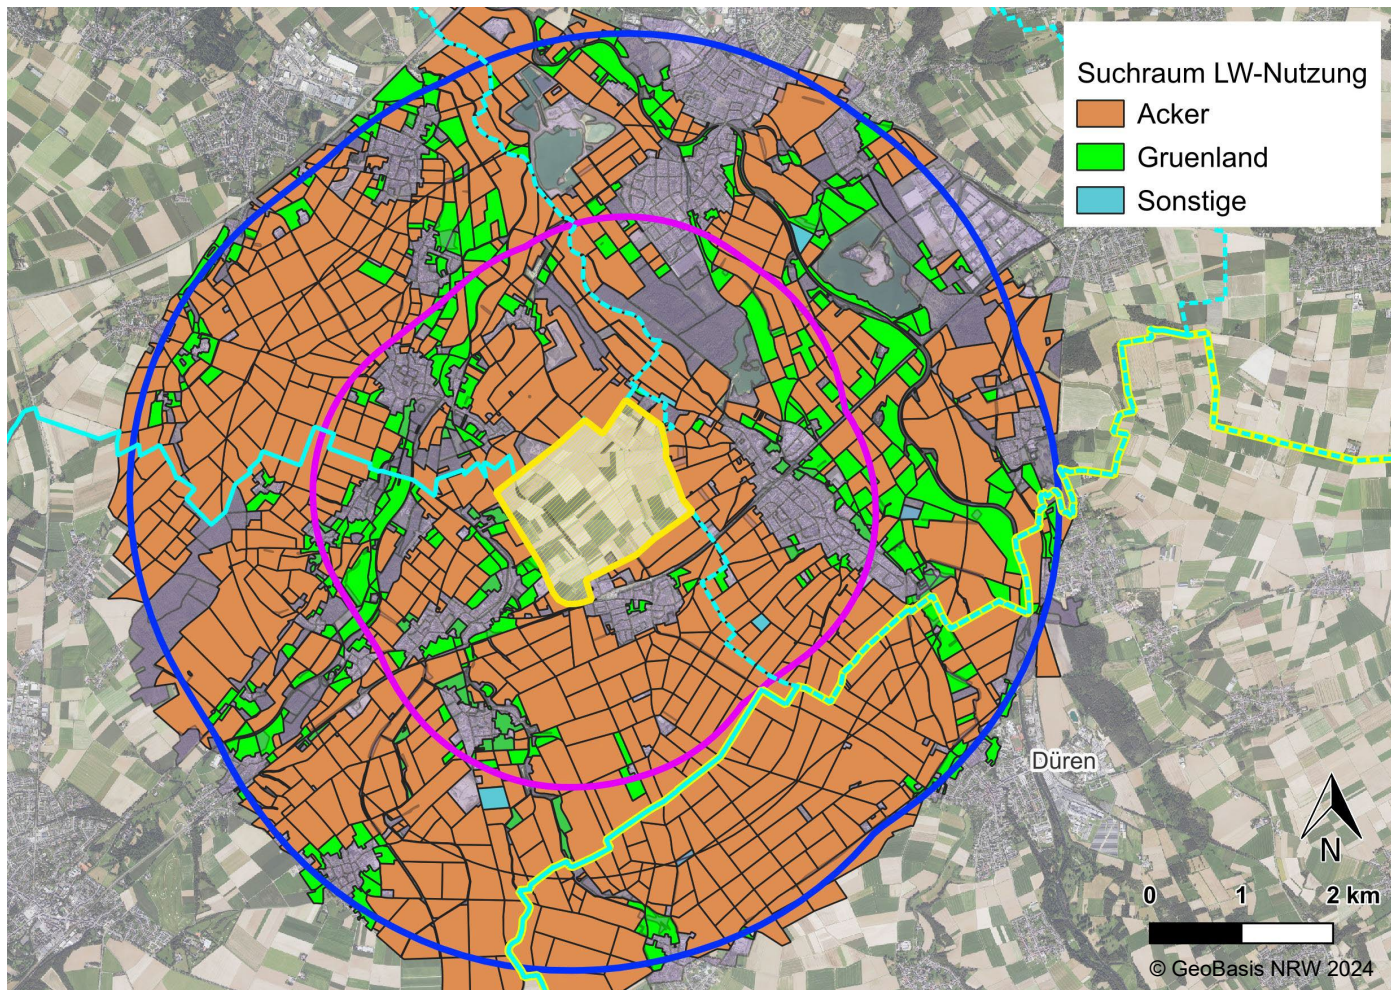 Suchraum LW-Nutzung
Acker
Gruenland
Sonstige
Düren
N
0 1 2 km
© GeoBasis NRW 2024